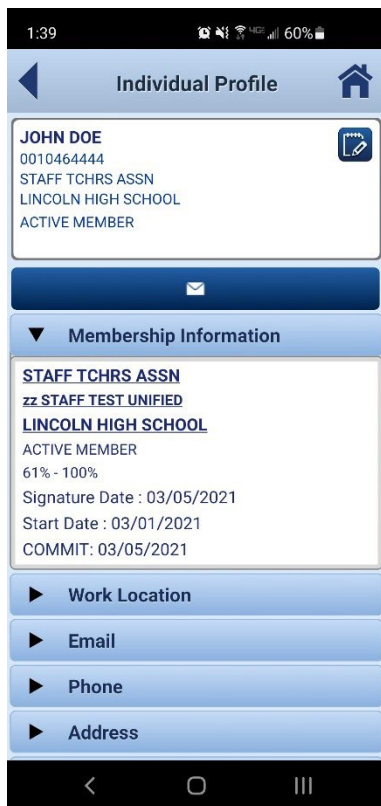 1:39 4GE 60%
Individual Profile
JOHN DOE
0010464444
STAFF TCHRS ASSN
LINCOLN HIGH SCHOOL
ACTIVE MEMBER
Membership Information
STAFF TCHRS ASSN
zz STAFF TEST UNIFIED
LINCOLN HIGH SCHOOL
ACTIVE MEMBER
61% - 100%
Signature Date : 03/05/2021
Start Date : 03/01/2021
COMMIT: 03/05/2021
Work Location
Email
Phone
Address